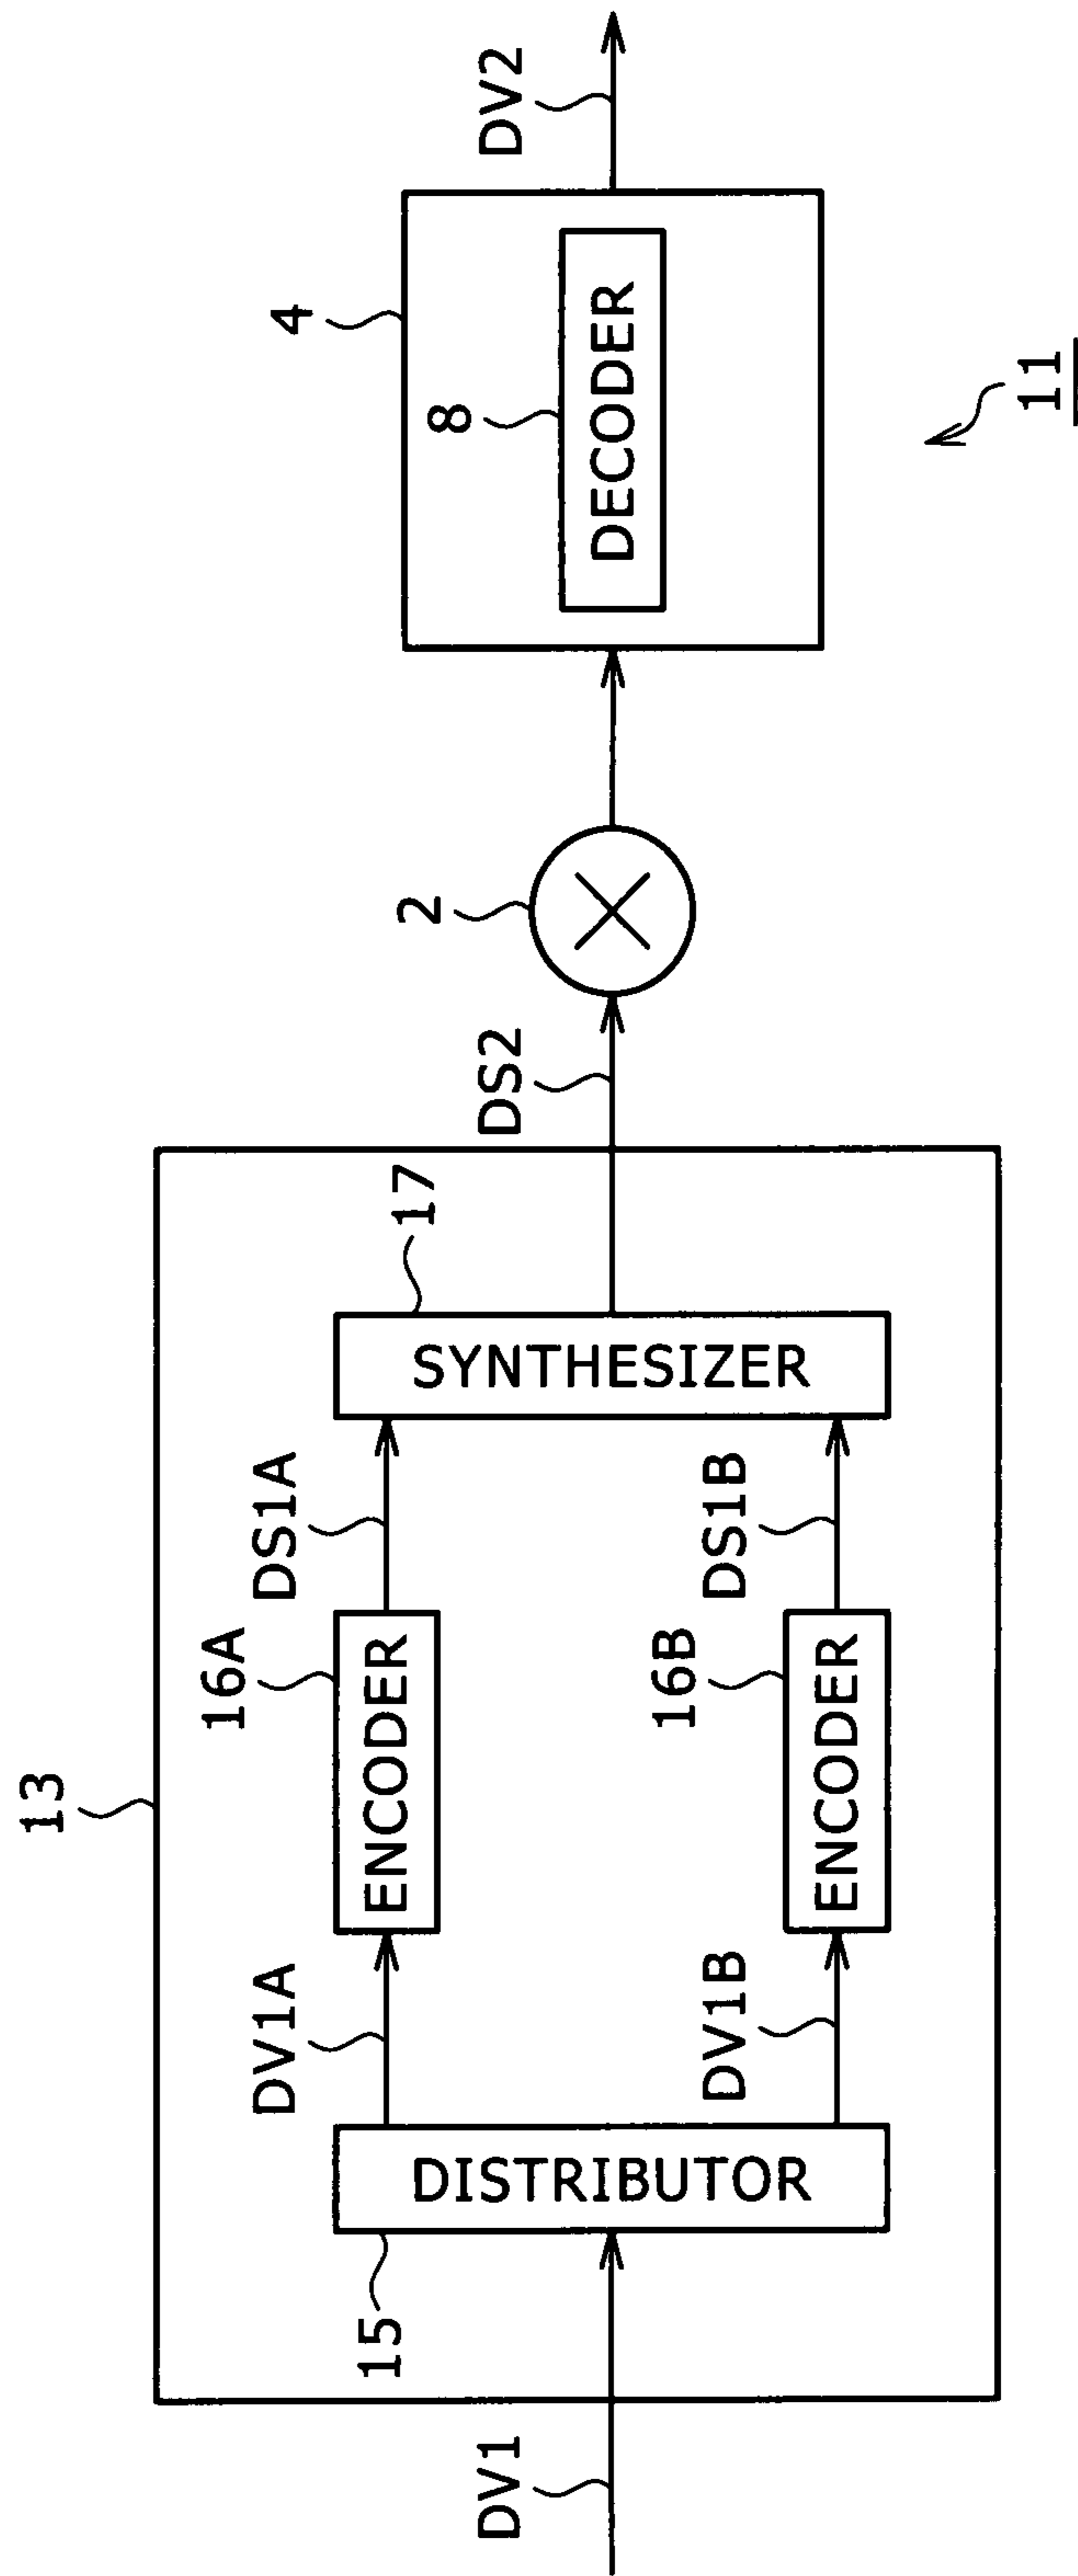 13
DV1
15
DISTRIBUTOR
DV1A
16A
ENCODER
DS1A
DV1B
16B
ENCODER
DS1B
17
SYNTHESIZER
DS2
2
4
8
DECODER
DV2
11